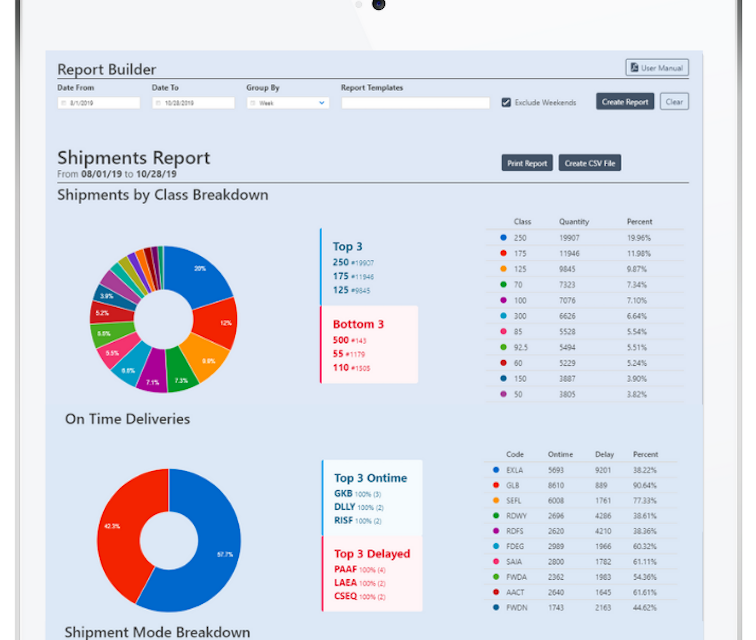 Report Builder
User Manual
Date From Date To Group By Report Templates
8/1/2019 10/28/2019 Week Exclude Weekends Create Report Clear
Shipments Report
Print Report Create CSV File
From 08/01/19 to 10/28/19
Shipments by Class Breakdown
20%
12%
9.9%
7.3%
7.1%
6.6%
5.5%
5.5%
5.2%
3.9%
Top 3
250 #19907
175 #11946
125 #9845
Bottom 3
500 #143
55 #1179
110 #1505
Class Quantity Percent
250 19907 19.96%
175 11946 11.98%
125 9845 9.87%
70 7323 7.34%
100 7076 7.10%
300 6626 6.64%
85 5528 5.54%
92.5 5494 5.51%
60 5229 5.24%
150 3887 3.90%
50 3805 3.82%
On Time Deliveries
42.3%
57.7%
Top 3 Ontime
GKB 100% (3)
DLLY 100% (2)
RISF 100% (2)
Top 3 Delayed
PAAF 100% (4)
LAEA 100% (2)
CSEQ 100% (2)
Code Ontime Delay Percent
EXLA 5693 9201 38.22%
GLB 8610 889 90.64%
SEFL 6008 1761 77.33%
RDWY 2696 4286 38.61%
RDFS 2620 4210 38.36%
FDEG 2989 1966 60.32%
SAIA 2800 1782 61.11%
FWDA 2362 1983 54.36%
AACT 2640 1645 61.61%
FWDN 1743 2163 44.62%
Shipment Mode Breakdown